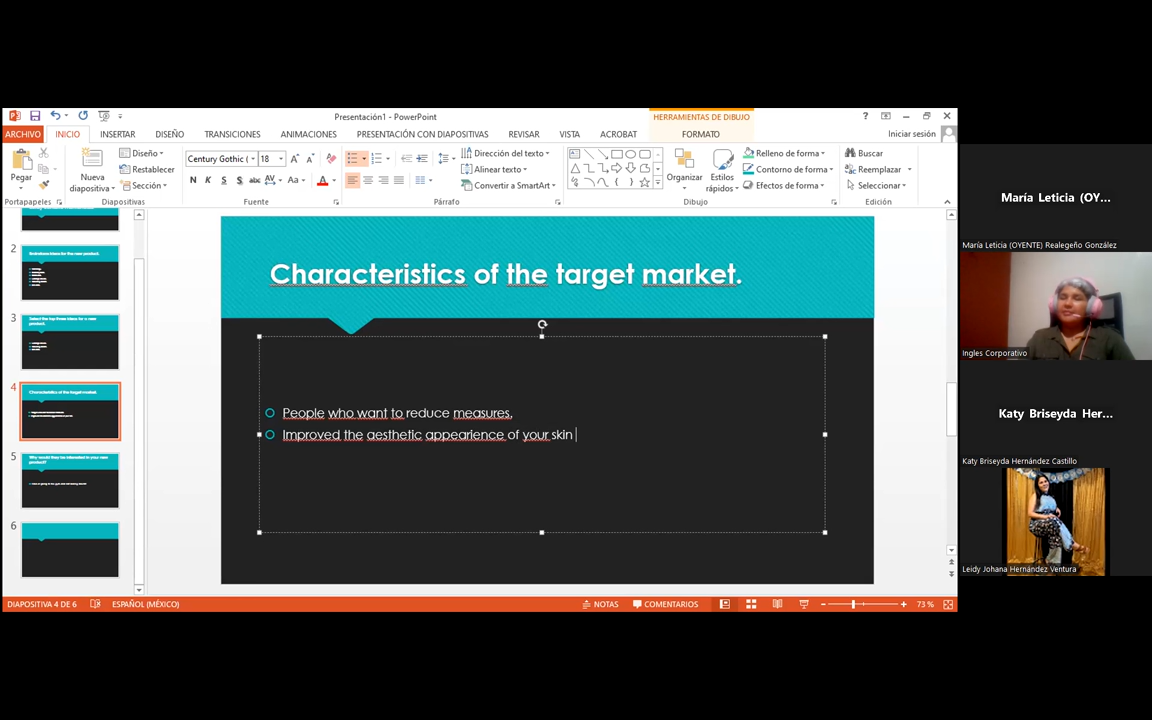 Presentación1 - PowerPoint
HERRAMIENTAS DE DIBUJO
ARCHIVO INICIO INSERTAR DISEÑO TRANSICIONES ANIMACIONES PRESENTACIÓN CON DIAPOSITIVAS REVISAR VISTA ACROBAT FORMATO Iniciar sesión
Pegar
Nueva diapositiva
Diseño
Restablecer
Sección
Century Gothic ( 18
N K S S abc AV Aa A
Dirección del texto
Alinear texto
Convertir a SmartArt
Organizar
Estilos rápidos
Relleno de forma
Contorno de forma
Efectos de forma
Buscar
Reemplazar
Seleccionar
Portapapeles Diapositivas Fuente Párrafo Dibujo Edición
2
3
4
5
6
Characteristics of the target market.
People who want to reduce measures,
Improved the aesthetic appearience of your skin
María Leticia (OY...
María Leticia (OYENTE) Realegeño González
Ingles Corporativo
Katy Briseyda Her...
Katy Briseyda Hernández Castillo
Leidy Johana Hernández Ventura
DIAPOSITIVA 4 DE 6 ESPAÑOL (MÉXICO) NOTAS COMENTARIOS 73 %